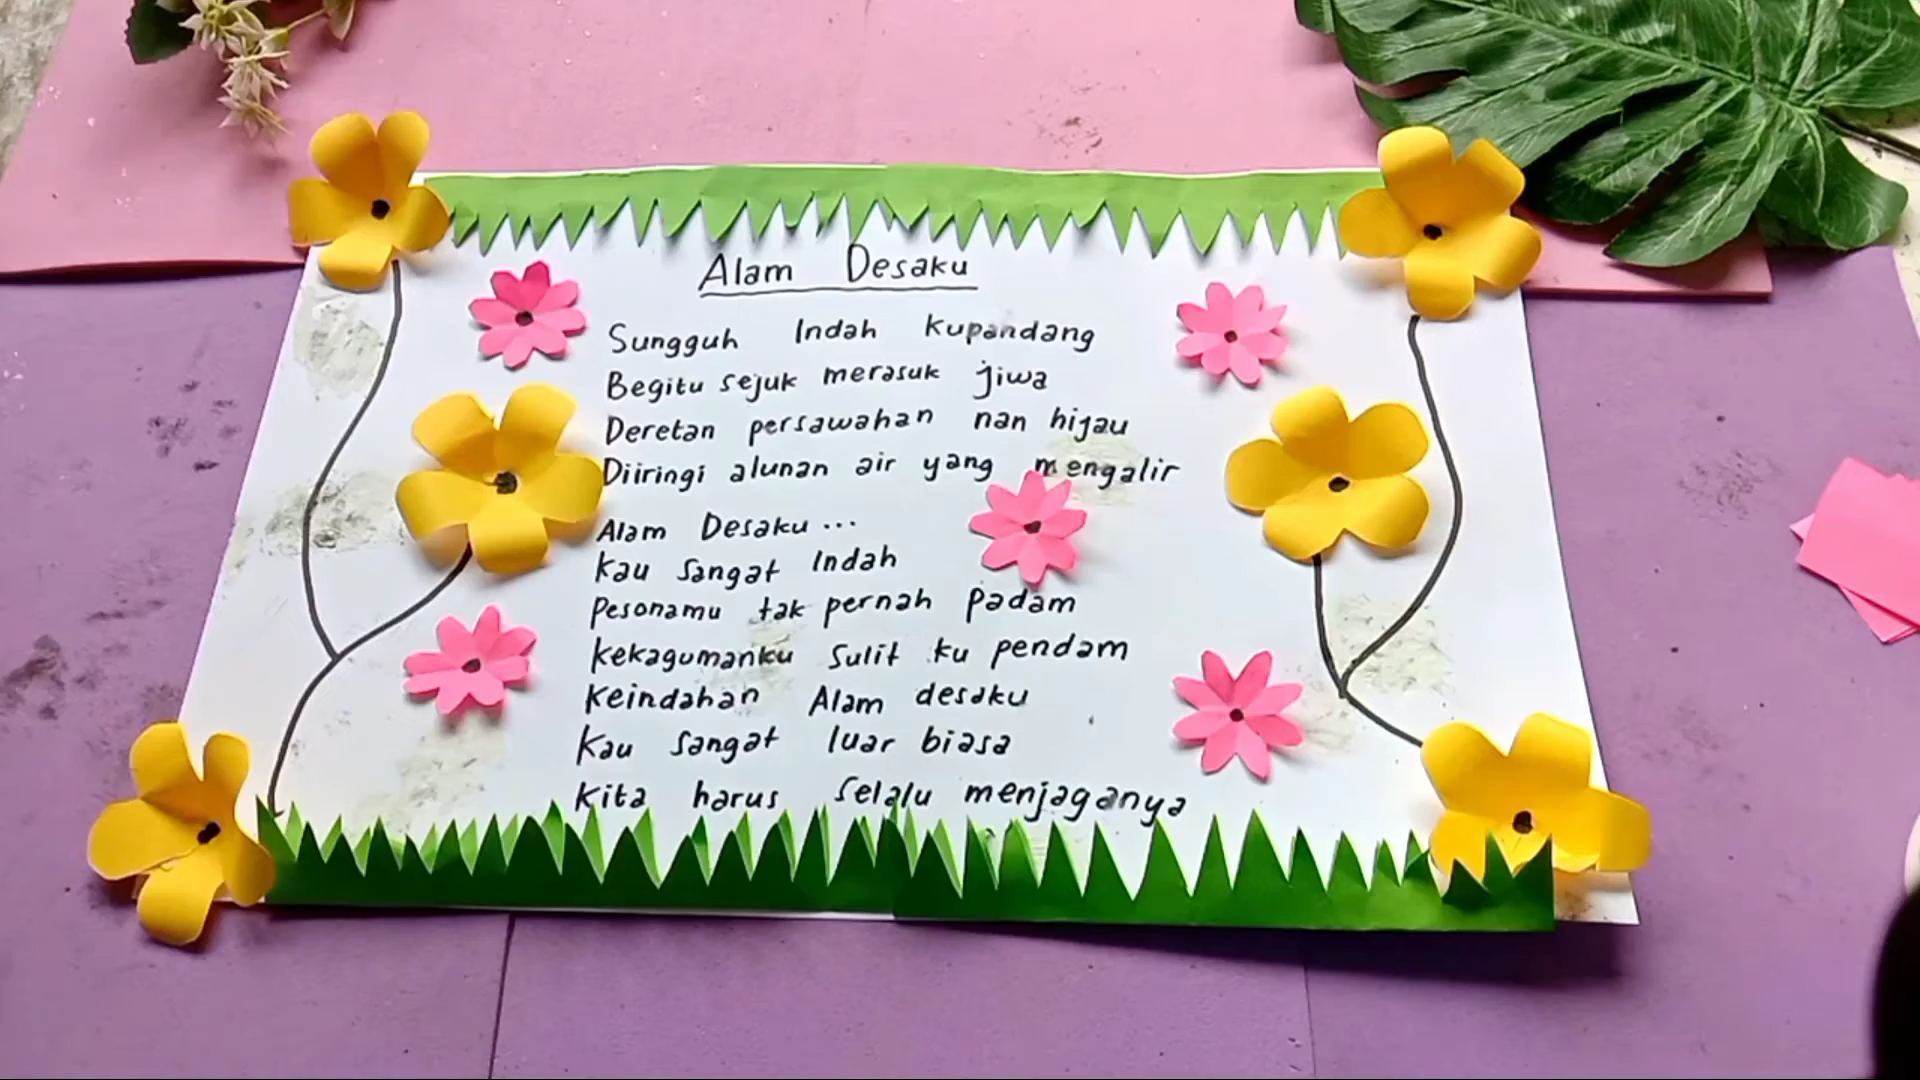 Alam Desaku
Sungguh Indah Kupandang
Begitu sejuk merasuk jiwa
Deretan persawahan nan hijau
Diiringi alunan air yang mengalir
Alam Desaku...
Kau Sangat Indah
Pesonamu tak pernah Padam
Kekagumanku Sulit ku pendam
Keindahan Alam desaku
Kau Sangat luar biasa
Kita harus Selalu menjaganya